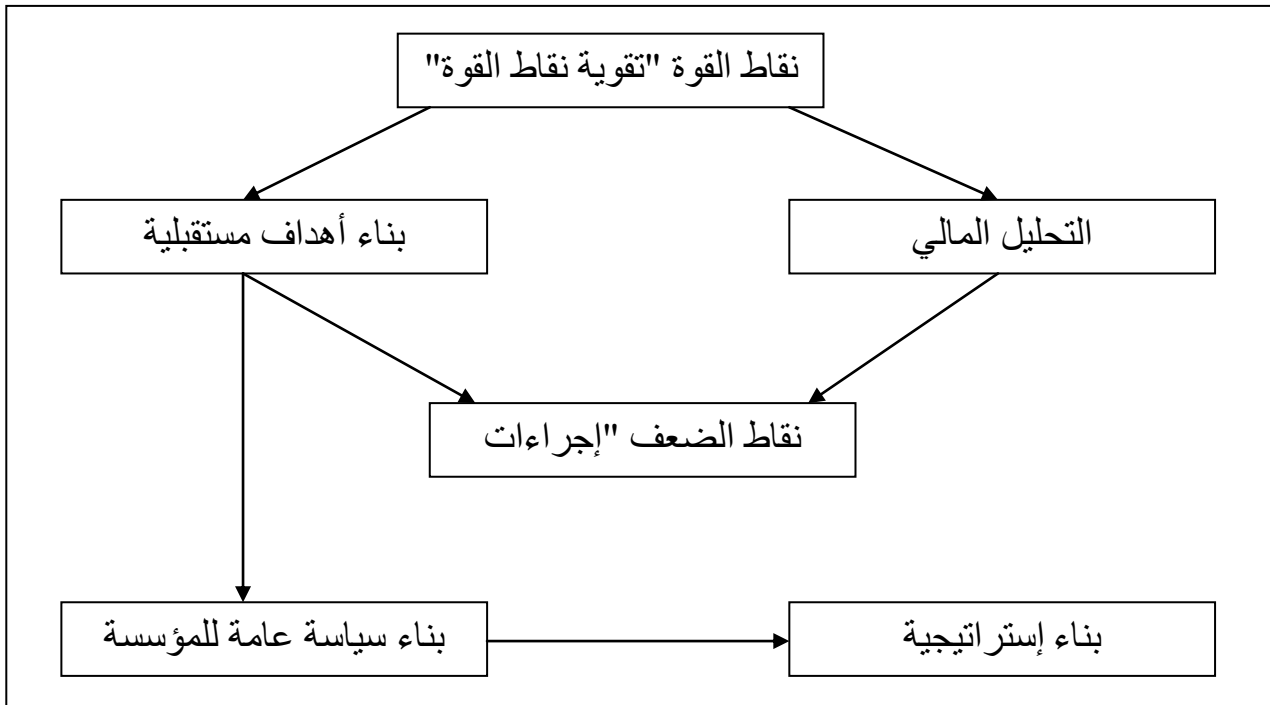 نقاط القوة "تقوية نقاط القوة"
التحليل المالي
بناء أهداف مستقبلية
نقاط الضعف "إجراءات
بناء سياسة عامة للمؤسسة
بناء إستراتيجية